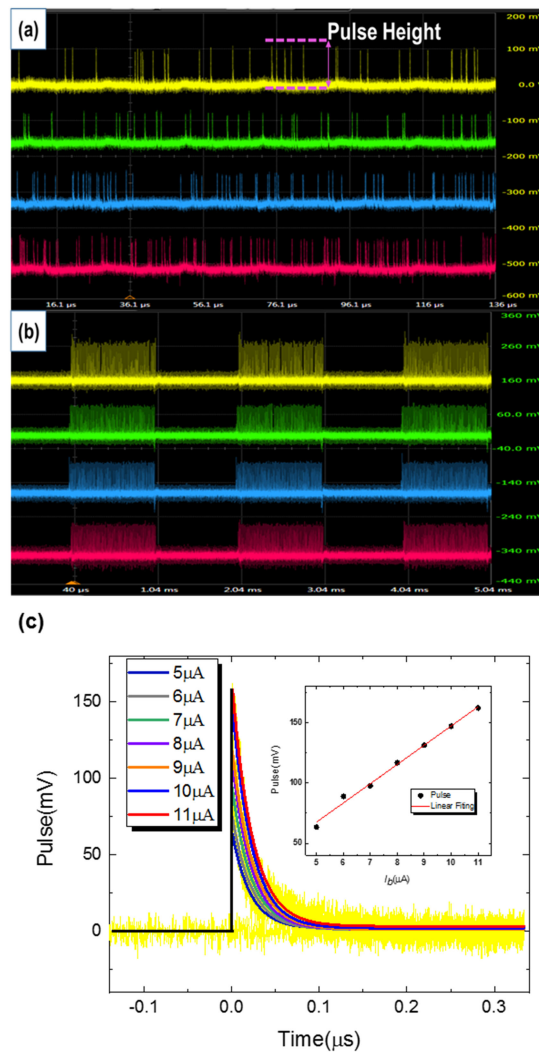 (a)
Pulse Height
200 mV
100 mV
0.0 V
-100 mV
-200 mV
-300 mV
-400 mV
-500 mV
-600 mV
16.1 µs 36.1 µs 56.1 µs 76.1 µs 96.1 µs 116 µs 136 µs
(b)
360 mV
260 mV
160 mV
60.0 mV
-40.0 mV
-140 mV
-240 mV
-340 mV
-440 mV
40 µs 1.04 ms 2.04 ms 3.04 ms 4.04 ms 5.04 ms
(c)
5µA
6µA
7µA
8µA
9µA
10µA
11µA
Pulse(mV)
150
100
50
0
-0.1 0.0 0.1 0.2 0.3
Time(µs)
Pulse(mV)
150
100
50
Pulse
Linear Fiting
5 6 7 8 9 10 11
Ib(µA)